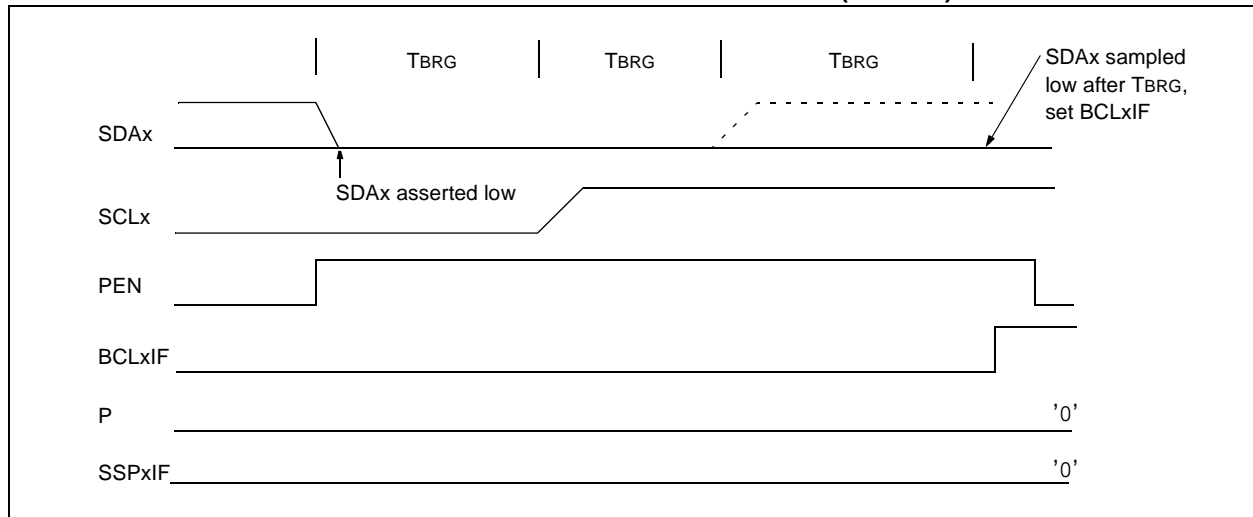 TBRG TBRG TBRG
SDAx sampled
low after TBRG,
set BCLxIF
SDAx
SDAx asserted low
SCLx
PEN
BCLxIF
P '0'
SSPxIF '0'